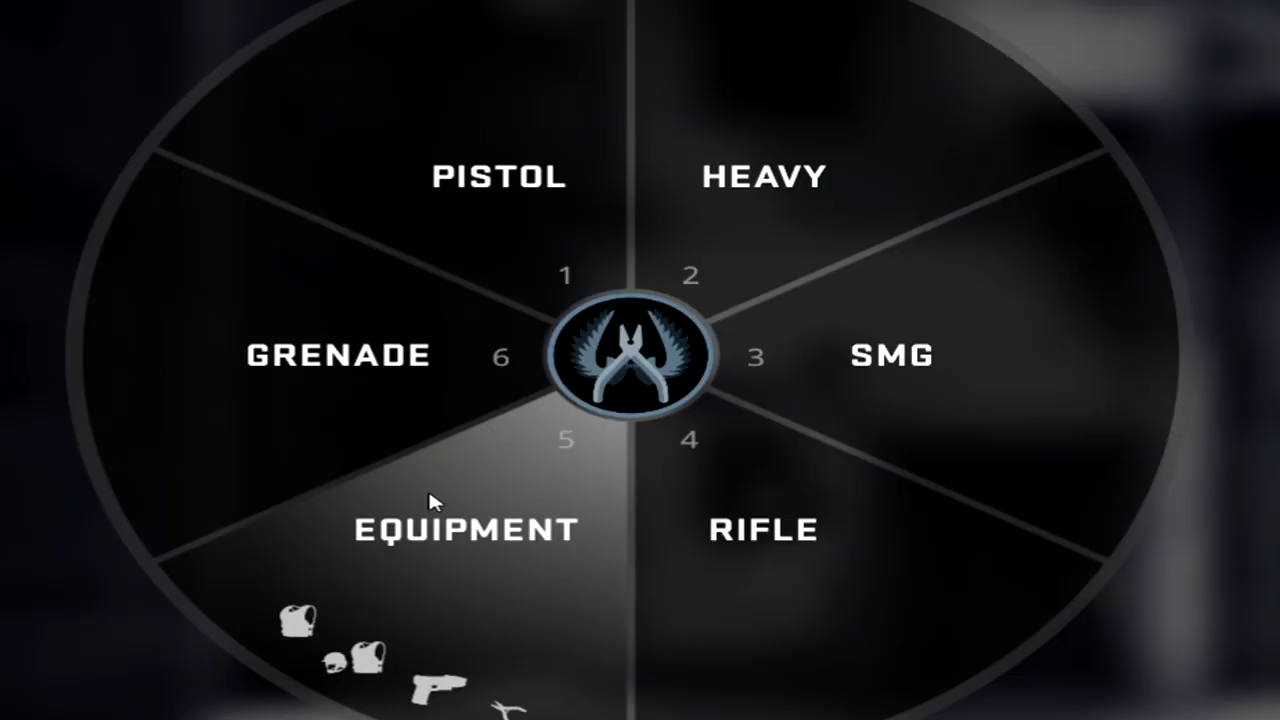 PISTOL HEAVY
1 2
GRENADE 6 3 SMG
5 4
EQUIPMENT RIFLE